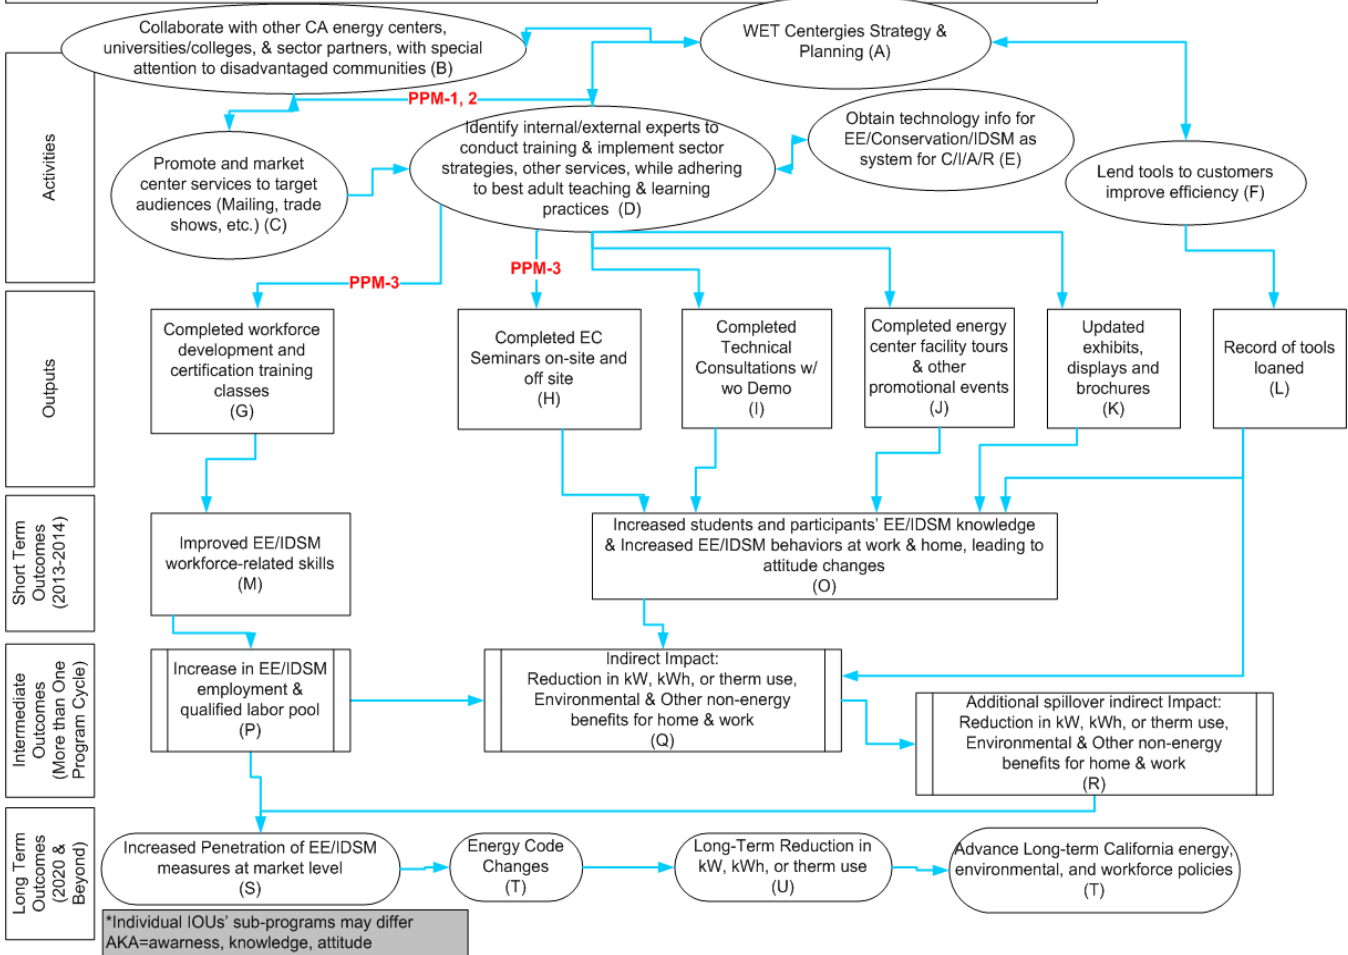 Collaborate with other CA energy centers,
universities/colleges, & sector partners, with special
attention to disadvantaged communities (B)
WET Centergies Strategy &
Planning (A)
PPM-1, 2
Activities
Promote and market
center services to target
audiences (Mailing, trade
shows, etc.) (C)
Identify internal/external experts to
conduct training & implement sector
strategies, other services, while adhering
to best adult teaching & learning
practices (D)
Obtain technology info for
EE/Conservation/IDSM as
system for C/I/A/R (E)
Lend tools to customers
improve efficiency (F)
PPM-3
PPM-3
Outputs
Completed workforce
development and
certification training
classes
(G)
Completed EC
Seminars on-site and
off site
(H)
Completed
Technical
Consultations w/
wo Demo
(I)
Completed energy
center facility tours
& other
promotional events
(J)
Updated
exhibits,
displays and
brochures
(K)
Record of tools
loaned
(L)
Short Term
Outcomes
(2013-2014)
Improved EE/IDSM
workforce-related skills
(M)
Increased students and participants' EE/IDSM knowledge
& Increased EE/IDSM behaviors at work & home, leading to
attitude changes
(O)
Intermediate
Outcomes
(More than One
Program Cycle)
Increase in EE/IDSM
employment &
qualified labor pool
(P)
Indirect Impact:
Reduction in kW, kWh, or therm use,
Environmental & Other non-energy
benefits for home & work
(Q)
Additional spillover indirect Impact:
Reduction in kW, kWh, or therm use,
Environmental & Other non-energy
benefits for home & work
(R)
Long Term
Outcomes
(2020 &
Beyond)
Increased Penetration of EE/IDSM
measures at market level
(S)
Energy Code
Changes
(T)
Long-Term Reduction in
kW, kWh, or therm use
(U)
Advance Long-term California energy,
environmental, and workforce policies
(T)
*Individual IOUs' sub-programs may differ
AKA=awarness, knowledge, attitude